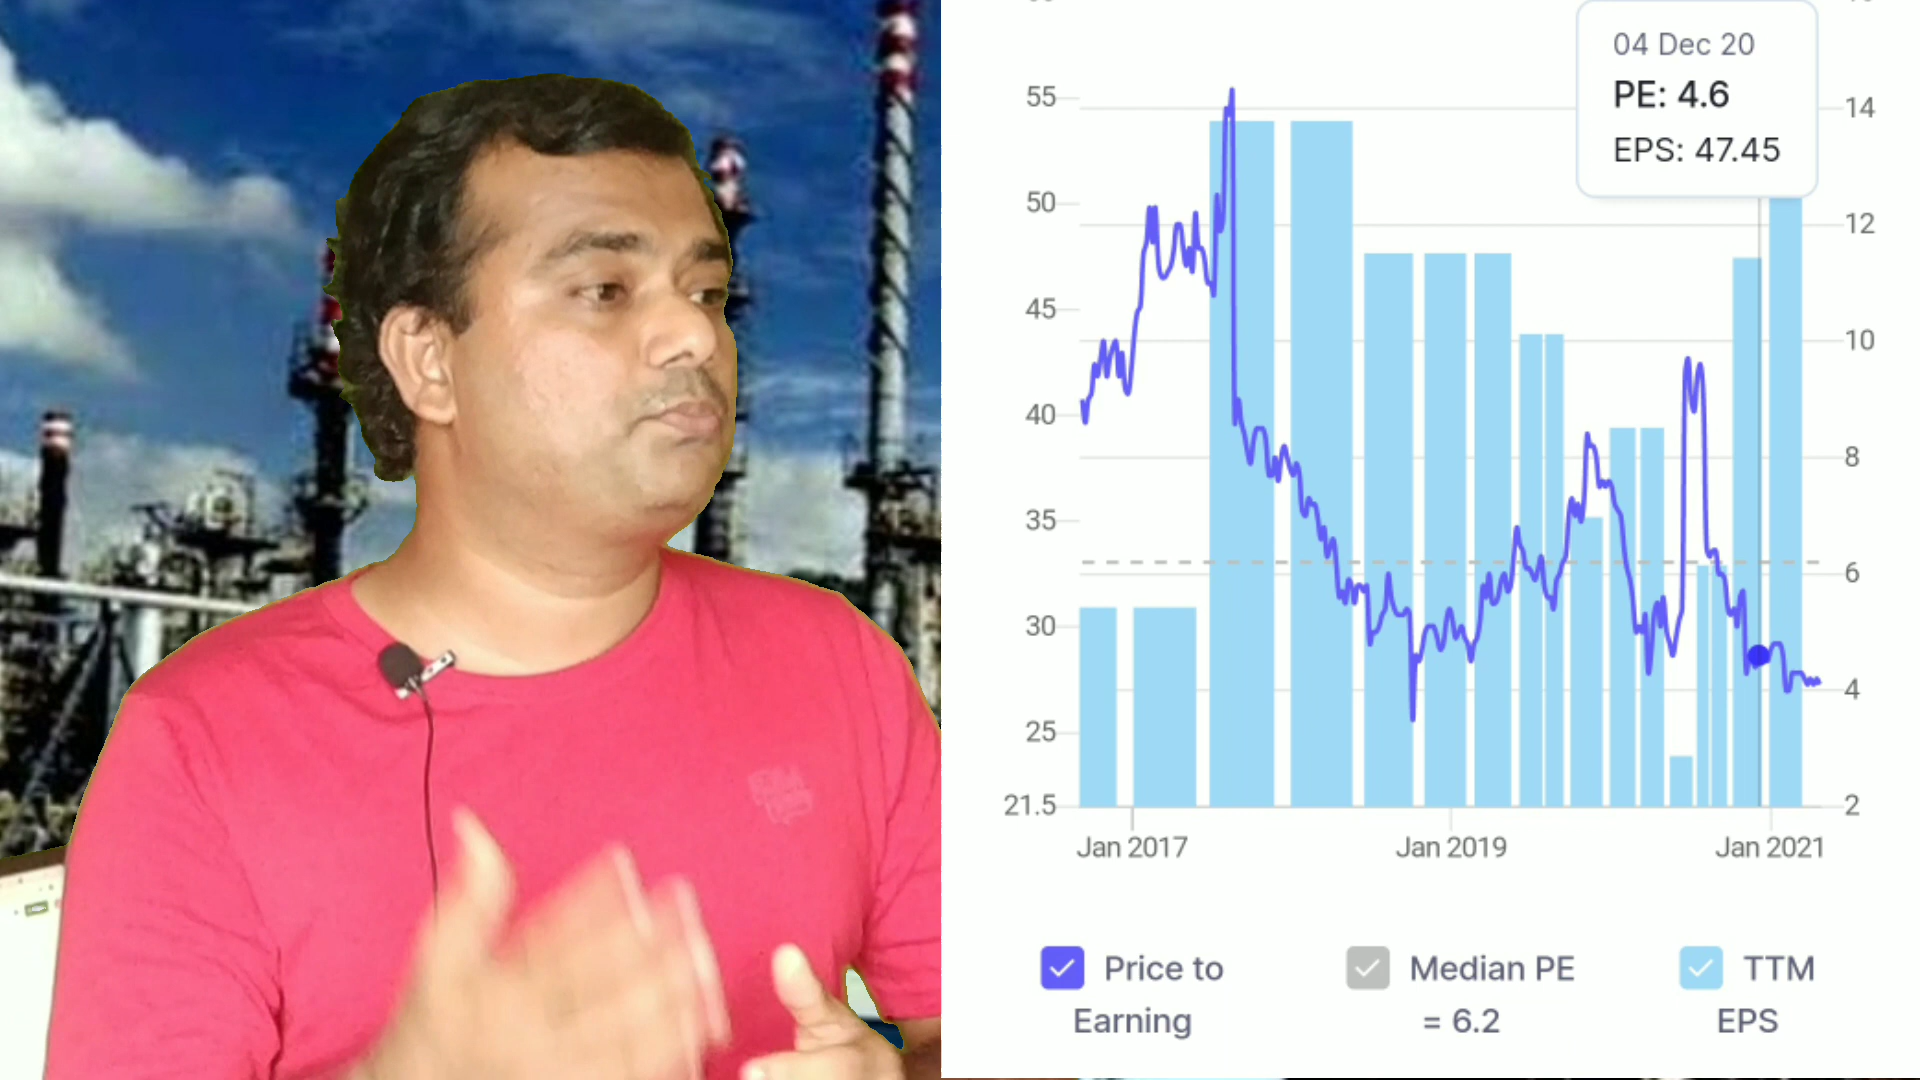 04 Dec 20
PE: 4.6
EPS: 47.45
55
50
45
40
35
30
25
21.5
14
12
10
8
6
4
2
Jan 2017
Jan 2019
Jan 2021
Price to
Earning
Median PE
= 6.2
TTM
EPS